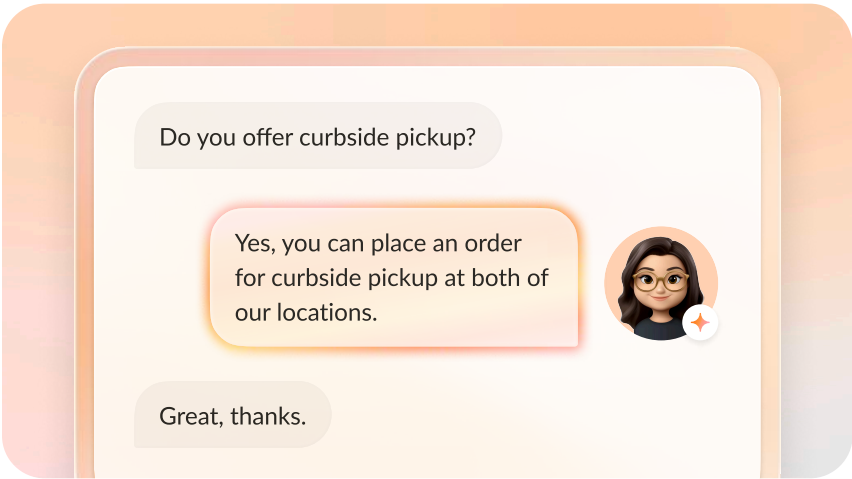 Do you offer curbside pickup?
Yes, you can place an order
for curbside pickup at both of
our locations.
Great, thanks.